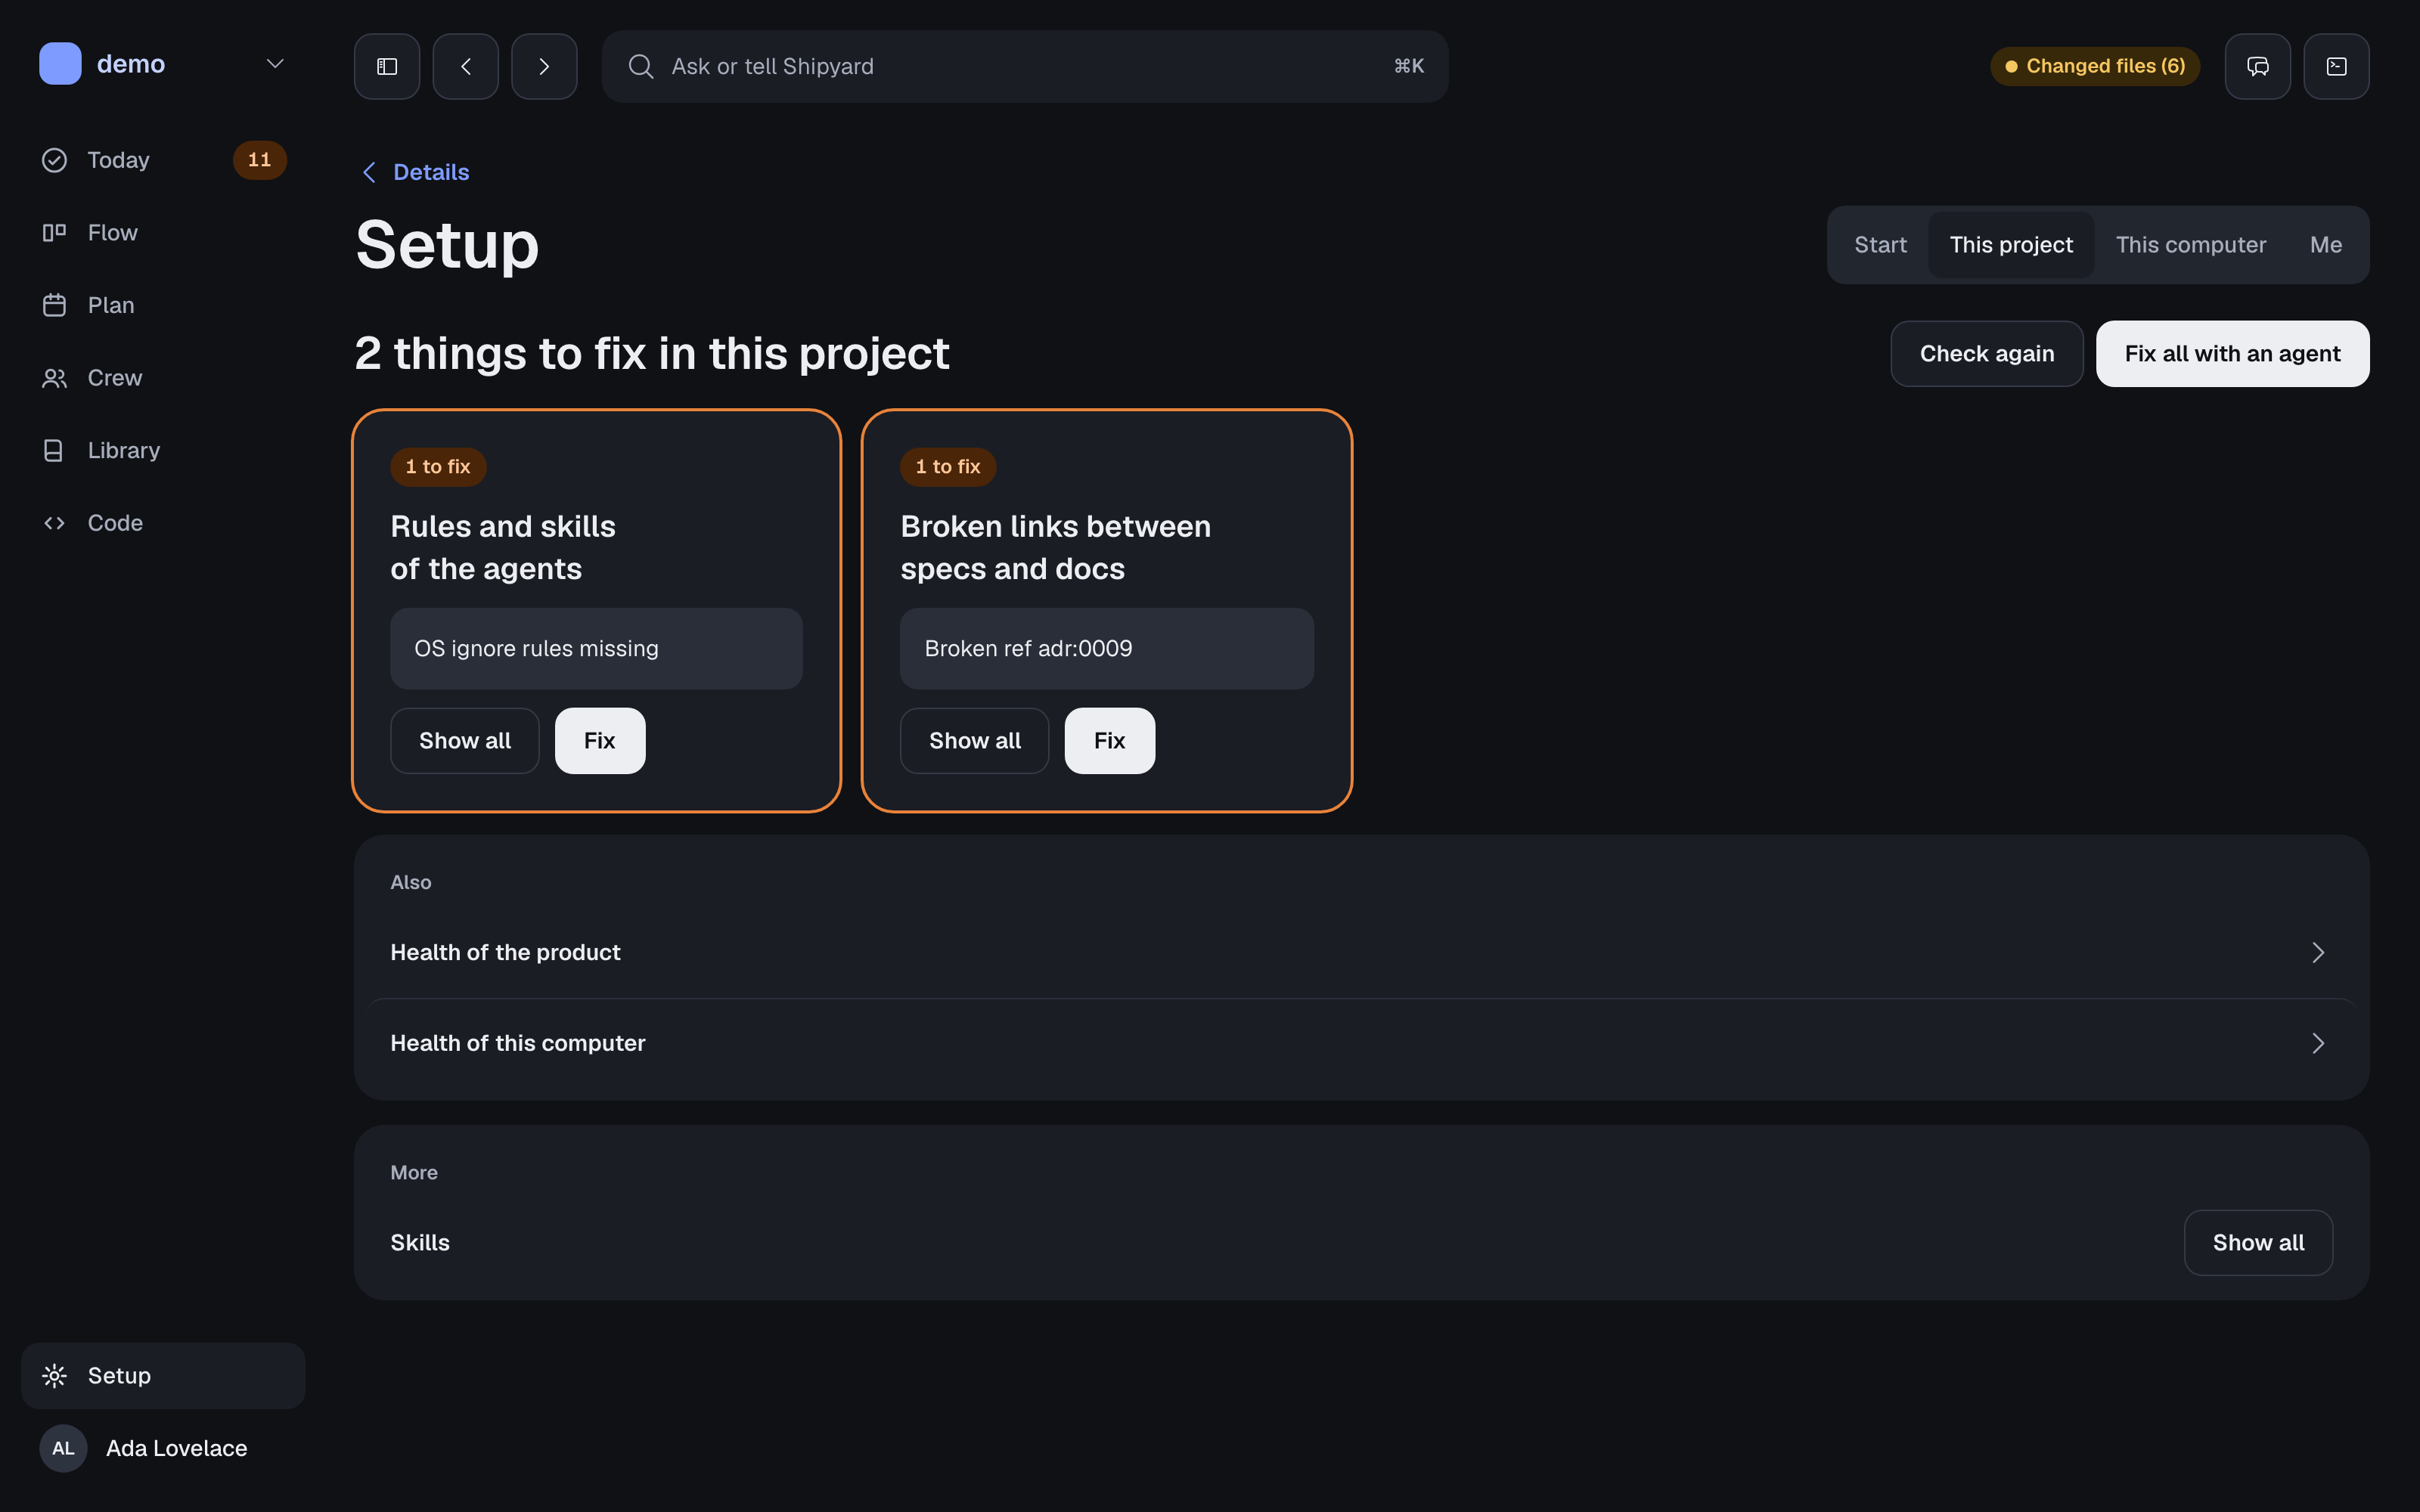 demo
Ask or tell Shipyard
⌘K
Changed files (6)
Today
11
Flow
Plan
Crew
Library
Code
Details
Setup
Start
This project
This computer
Me
2 things to fix in this project
Check again
Fix all with an agent
1 to fix
Rules and skills
of the agents
OS ignore rules missing
Show all
Fix
1 to fix
Broken links between
specs and docs
Broken ref adr:0009
Show all
Fix
Also
Health of the product
Health of this computer
More
Skills
Show all
Setup
AL
Ada Lovelace